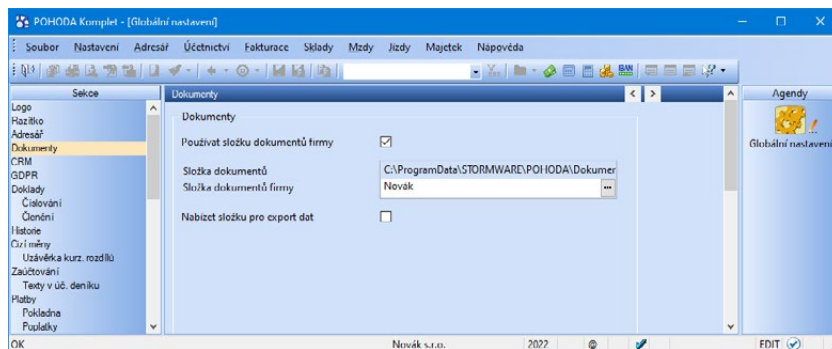 POHODA Komplet - [Globální nastavení]
Soubor Nastavení Adresář Účetnictví Fakturace Sklady Mzdy Jízdy Majetek Nápověda
IBAN
Sekce
Dokumenty
Agendy
Logo
Razítko
Adresář
Dokumenty
CRM
GDPR
Doklady
Číslování
Členění
Historie
Cizí měny
Uzávěrka kurz. rozdílů
Zaúčtování
Texty v úč. deníku
Platby
Pokladna
Poplatky
Dokumenty
Používat složku dokumentů firmy
Složka dokumentů C:\ProgramData\STORMWARE\POHODA\Dokumer
Složka dokumentů firmy Novák ...
Nabízet složku pro export dat
Globální nastavení
OK Novák s.r.o. 2022 @ EDIT